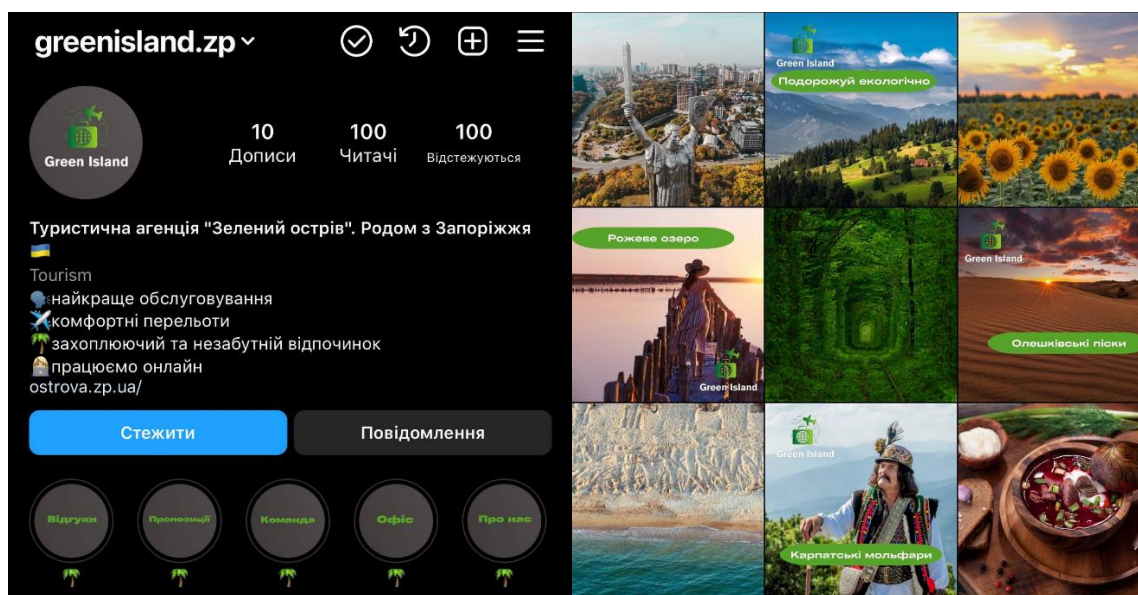 greenisland.zp
Green Island
10
Дописи
100
Читачі
100
Відстежуються
Туристична агенція "Зелений острів". Родом з Запоріжжя
Tourism
найкраще обслуговування
комфортні перельоти
захоплюючий та незабутній відпочинок
працюємо онлайн
ostrova.zp.ua/
Стежити
Повідомлення
Відгуки
Пропозиції
Команда
Офіс
Про нас
Green Island
Подорожуй екологічно
Рожеве озеро
Green Island
Green Island
Олешківські піски
Green Island
Карпатські мольфари